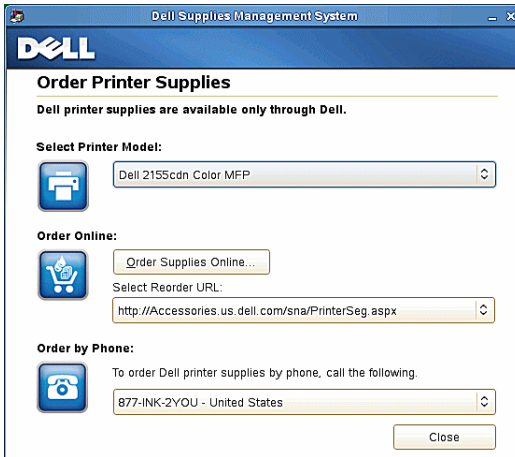 Dell Supplies Management System
DELL
Order Printer Supplies
Dell printer supplies are available only through Dell.
Select Printer Model:
Dell 2155cdn Color MFP
Order Online:
Order Supplies Online...
Select Reorder URL:
http://Accessories.us.dell.com/sna/PrinterSeg.aspx
Order by Phone:
To order Dell printer supplies by phone, call the following.
877-INK-2YOU - United States
Close